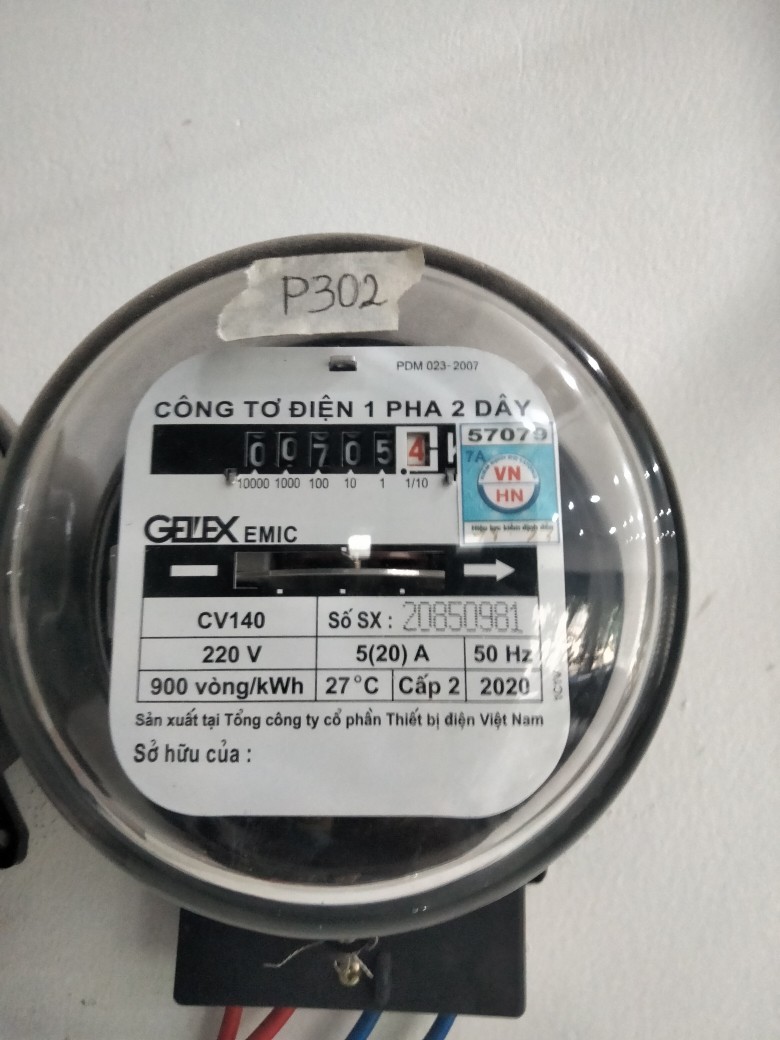 P302
PDM 023-2007
CÔNG TƠ ĐIỆN 1 PHA 2 DÂY
0 0 7 0 5 4
10000 1000 100 10 1 1/10
57079
7A
VN
HN
GELEX EMIC
CV140 Số SX : 20850981
220 V 5(20) A 50 Hz
900 vòng/kWh 27°C Cấp 2 2020
Sản xuất tại Tổng công ty cổ phần Thiết bị điện Việt Nam
Sở hữu của :